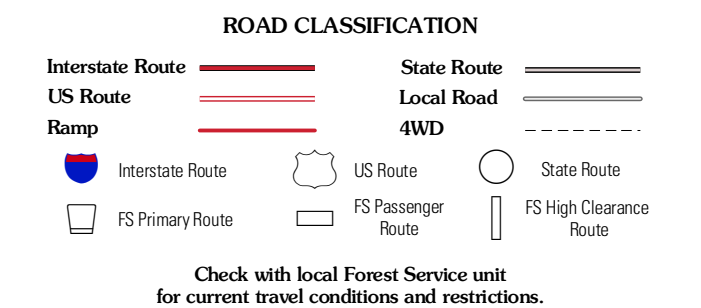 ROAD CLASSIFICATION
Interstate Route
State Route
US Route
Local Road
Ramp
4WD
Interstate Route
US Route
State Route
FS Primary Route
FS Passenger
Route
FS High Clearance
Route
Check with local Forest Service unit
for current travel conditions and restrictions.